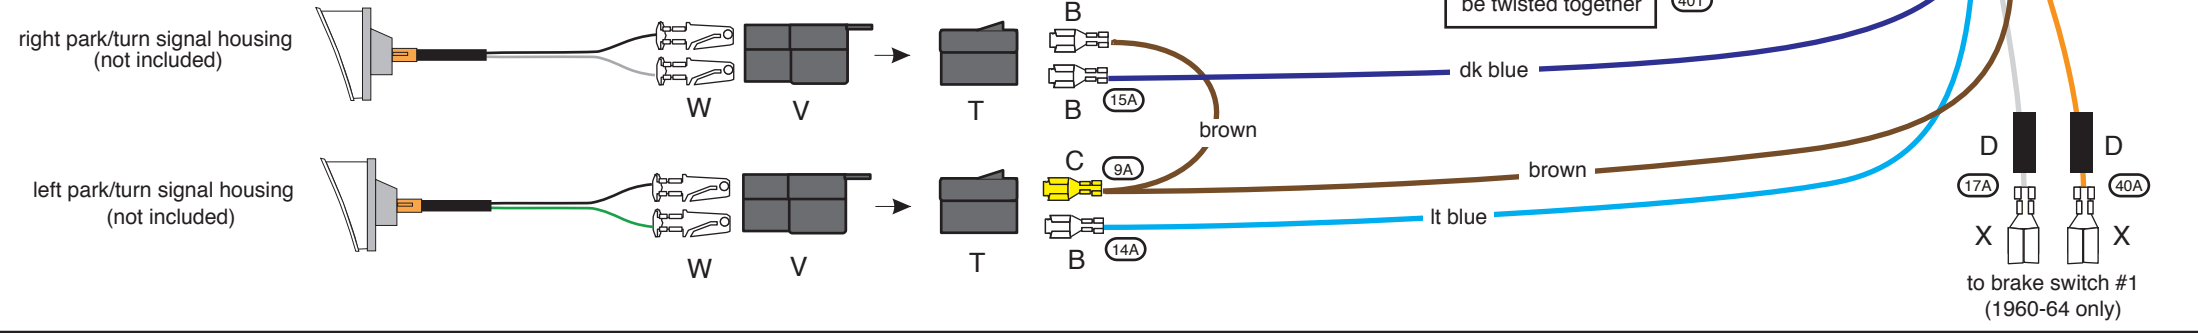 be twisted together
401
right park/turn signal housing
(not included)
W
V
T
B
B
15A
dk blue
brown
left park/turn signal housing
(not included)
W
V
T
C
9A
B
14A
brown
lt blue
D
D
17A
40A
X
X
to brake switch #1
(1960-64 only)